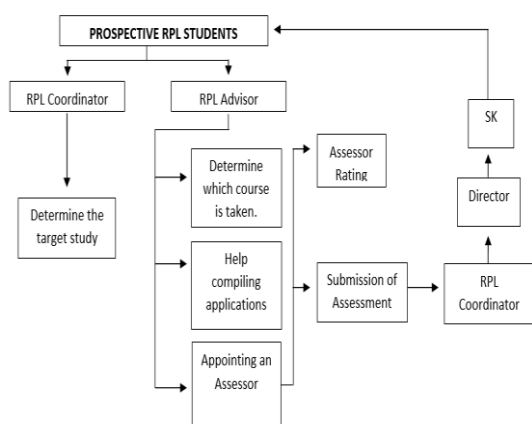 PROSPECTIVE RPL STUDENTS
RPL Coordinator
RPL Advisor
SK
Determine
which course
is taken.
Assessor
Rating
Director
Determine the
target study
Help
compiling
applications
Submission of
Assessment
RPL
Coordinator
Appointing an
Assessor